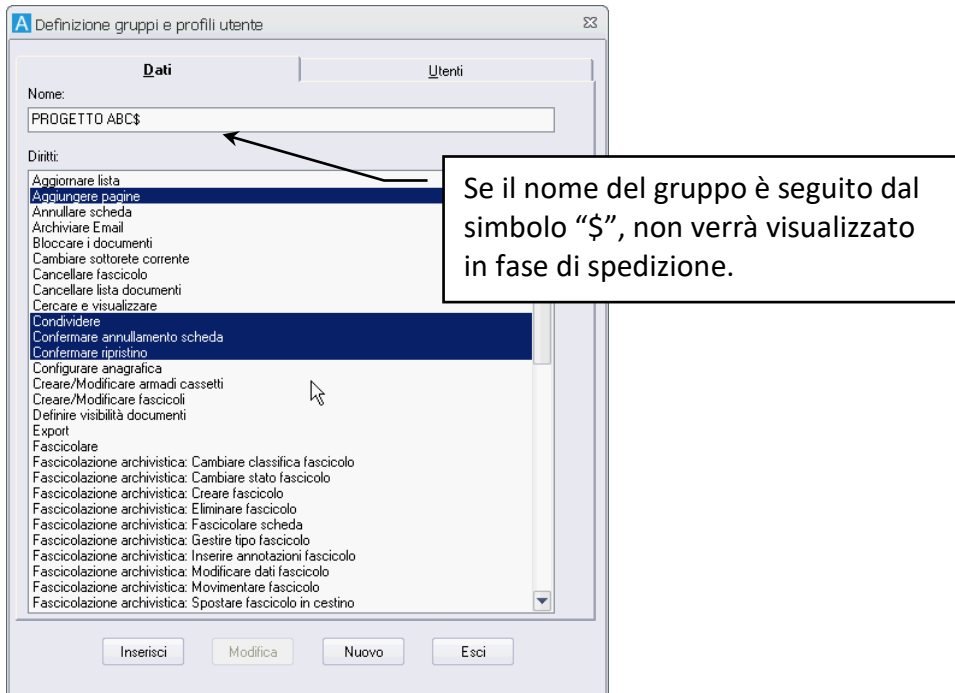 A Definizione gruppi e profili utente
Dati
Utenti
Nome:
PROGETTO ABC$
Diritti:
Aggiornare lista
Aggiungere pagine
Annullare scheda
Archiviare Email
Bloccare i documenti
Cambiare sottorete corrente
Cancellare fascicolo
Cancellare lista documenti
Cercare e visualizzare
Condividere
Confermare annullamento scheda
Confermare ripristino
Configurare anagrafica
Creare/Modificare armadi cassetti
Creare/Modificare fascicoli
Definire visibilità documenti
Export
Fascicolare
Fascicolazione archivistica: Cambiare classifica fascicolo
Fascicolazione archivistica: Cambiare stato fascicolo
Fascicolazione archivistica: Creare fascicolo
Fascicolazione archivistica: Eliminare fascicolo
Fascicolazione archivistica: Fascicolare scheda
Fascicolazione archivistica: Gestire tipo fascicolo
Fascicolazione archivistica: Inserire annotazioni fascicolo
Fascicolazione archivistica: Modificare dati fascicolo
Fascicolazione archivistica: Movimentare fascicolo
Fascicolazione archivistica: Spostare fascicolo in cestino
Se il nome del gruppo è seguito dal
simbolo “$”, non verrà visualizzato
in fase di spedizione.
Inserisci
Modifica
Nuovo
Esci